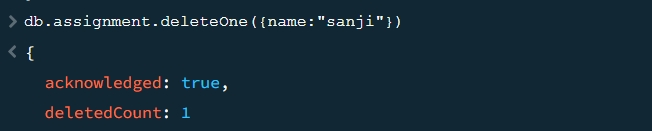 > db.assignment.deleteOne({name:"sanji"})
< {
acknowledged: true,
deletedCount: 1